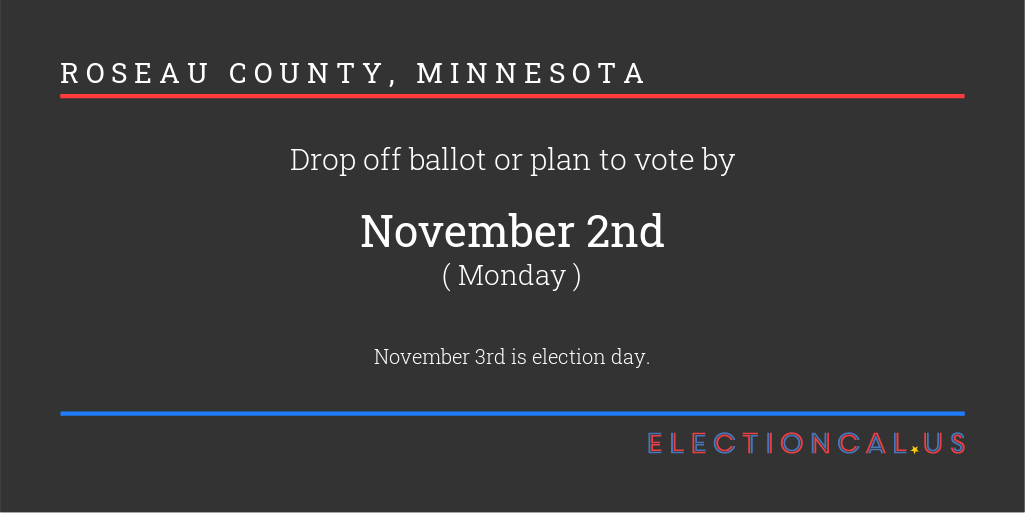 ROSEAU COUNTY, MINNESOTA
Drop off ballot or plan to vote by
November 2nd
( Monday )
November 3rd is election day.
ELECTIONCAL.US